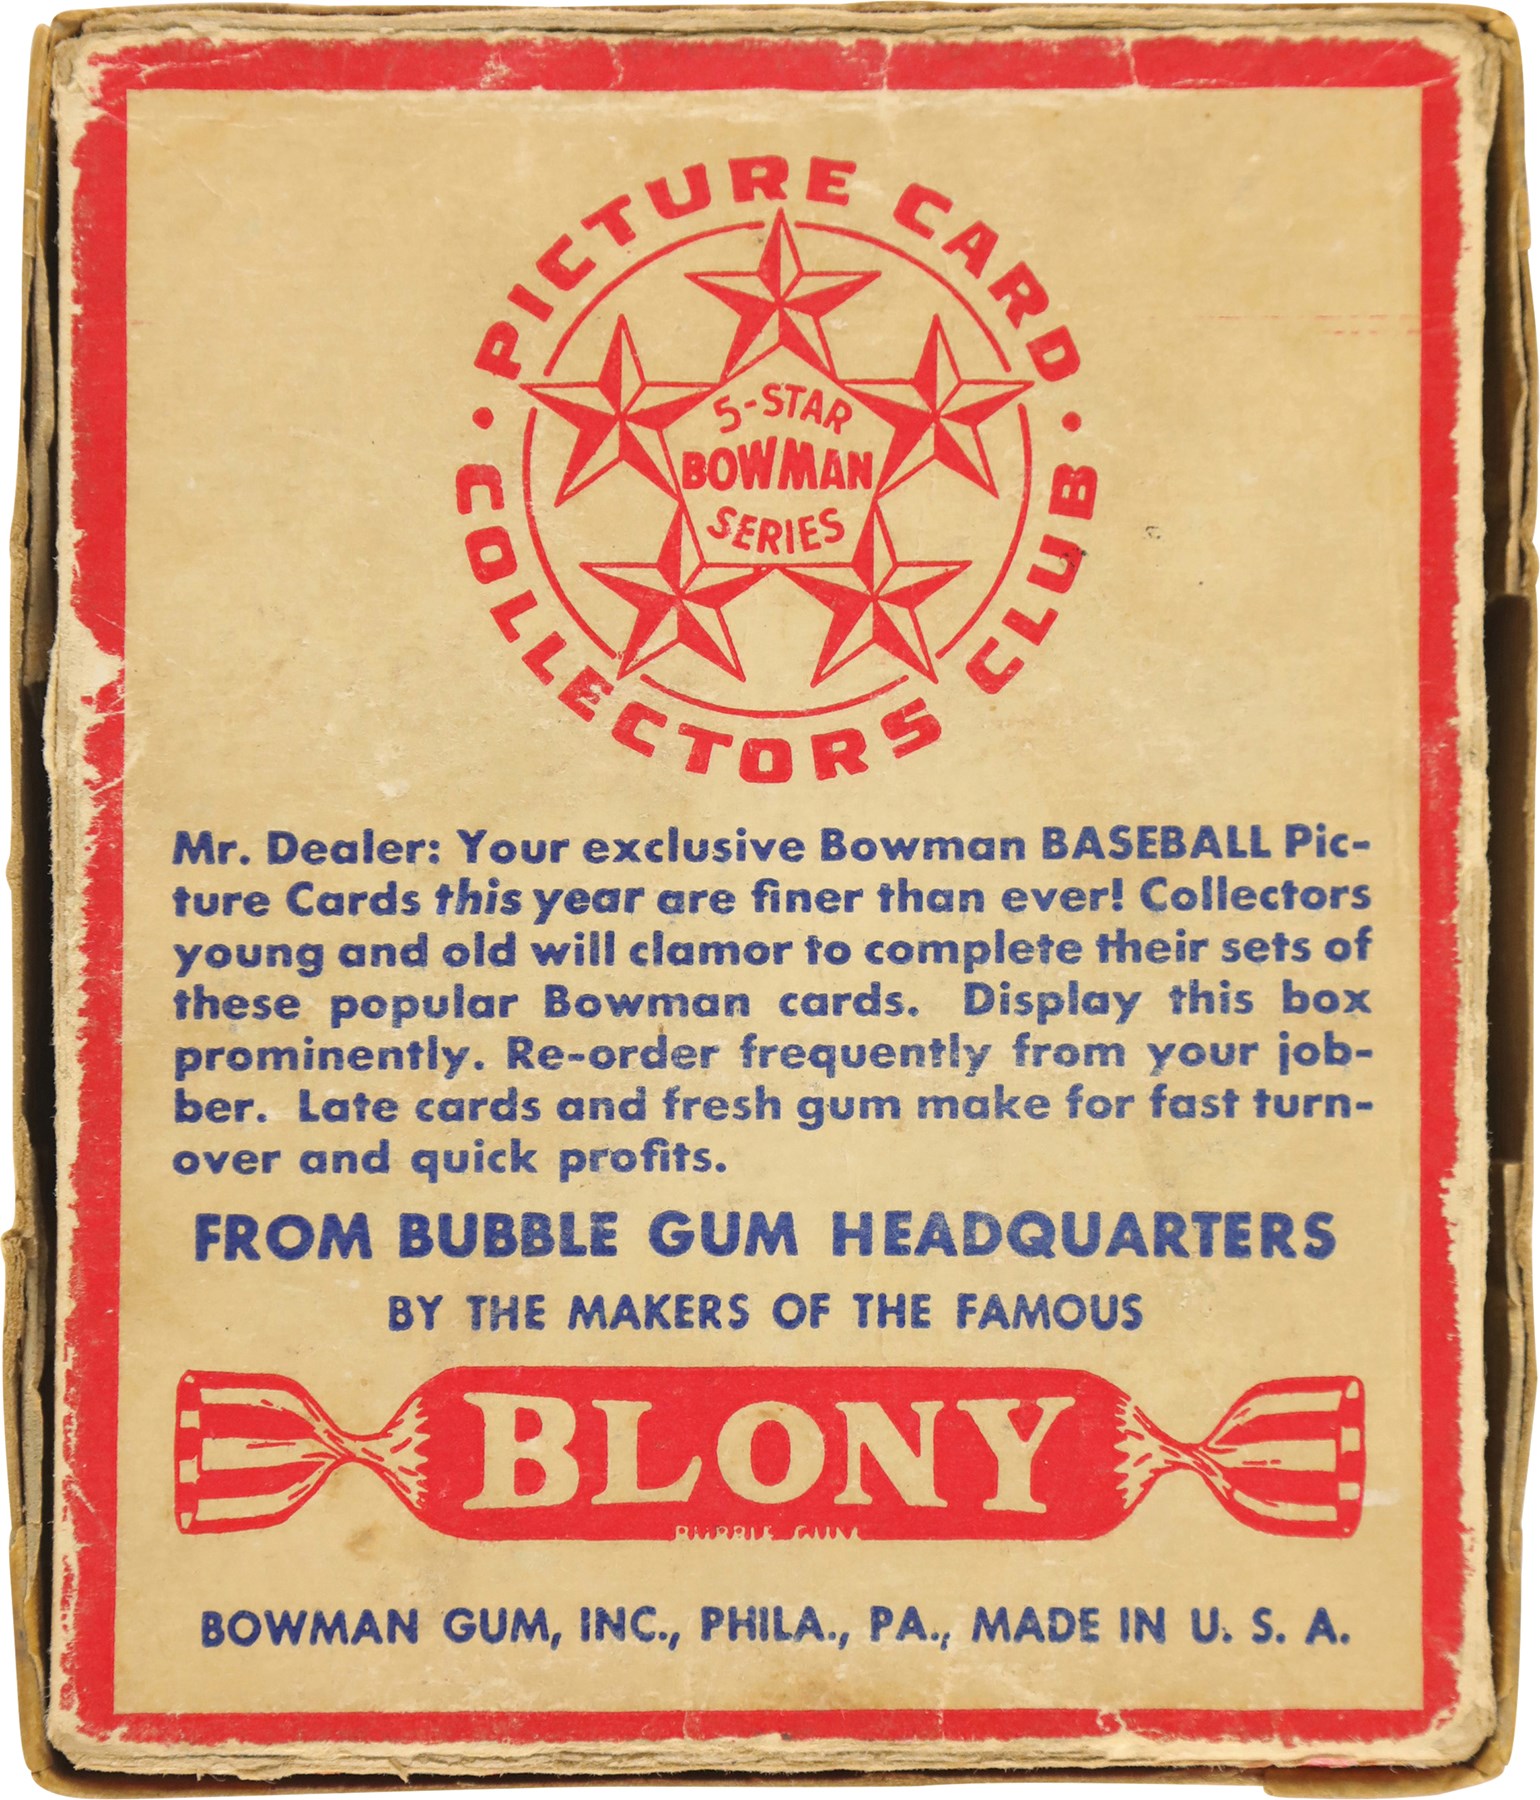 PICTURE CARD
COLLECTORS CLUB
5-STAR
BOWMAN
SERIES
Mr. Dealer: Your exclusive Bowman BASEBALL Pic-
ture Cards this year are finer than ever! Collectors
young and old will clamor to complete their sets of
these popular Bowman cards. Display this box
prominently. Re-order frequently from your job-
ber. Late cards and fresh gum make for fast turn-
over and quick profits.
FROM BUBBLE GUM HEADQUARTERS
BY THE MAKERS OF THE FAMOUS
BLONY
BUBBLE GUM
BOWMAN GUM, INC., PHILA., PA., MADE IN U. S. A.